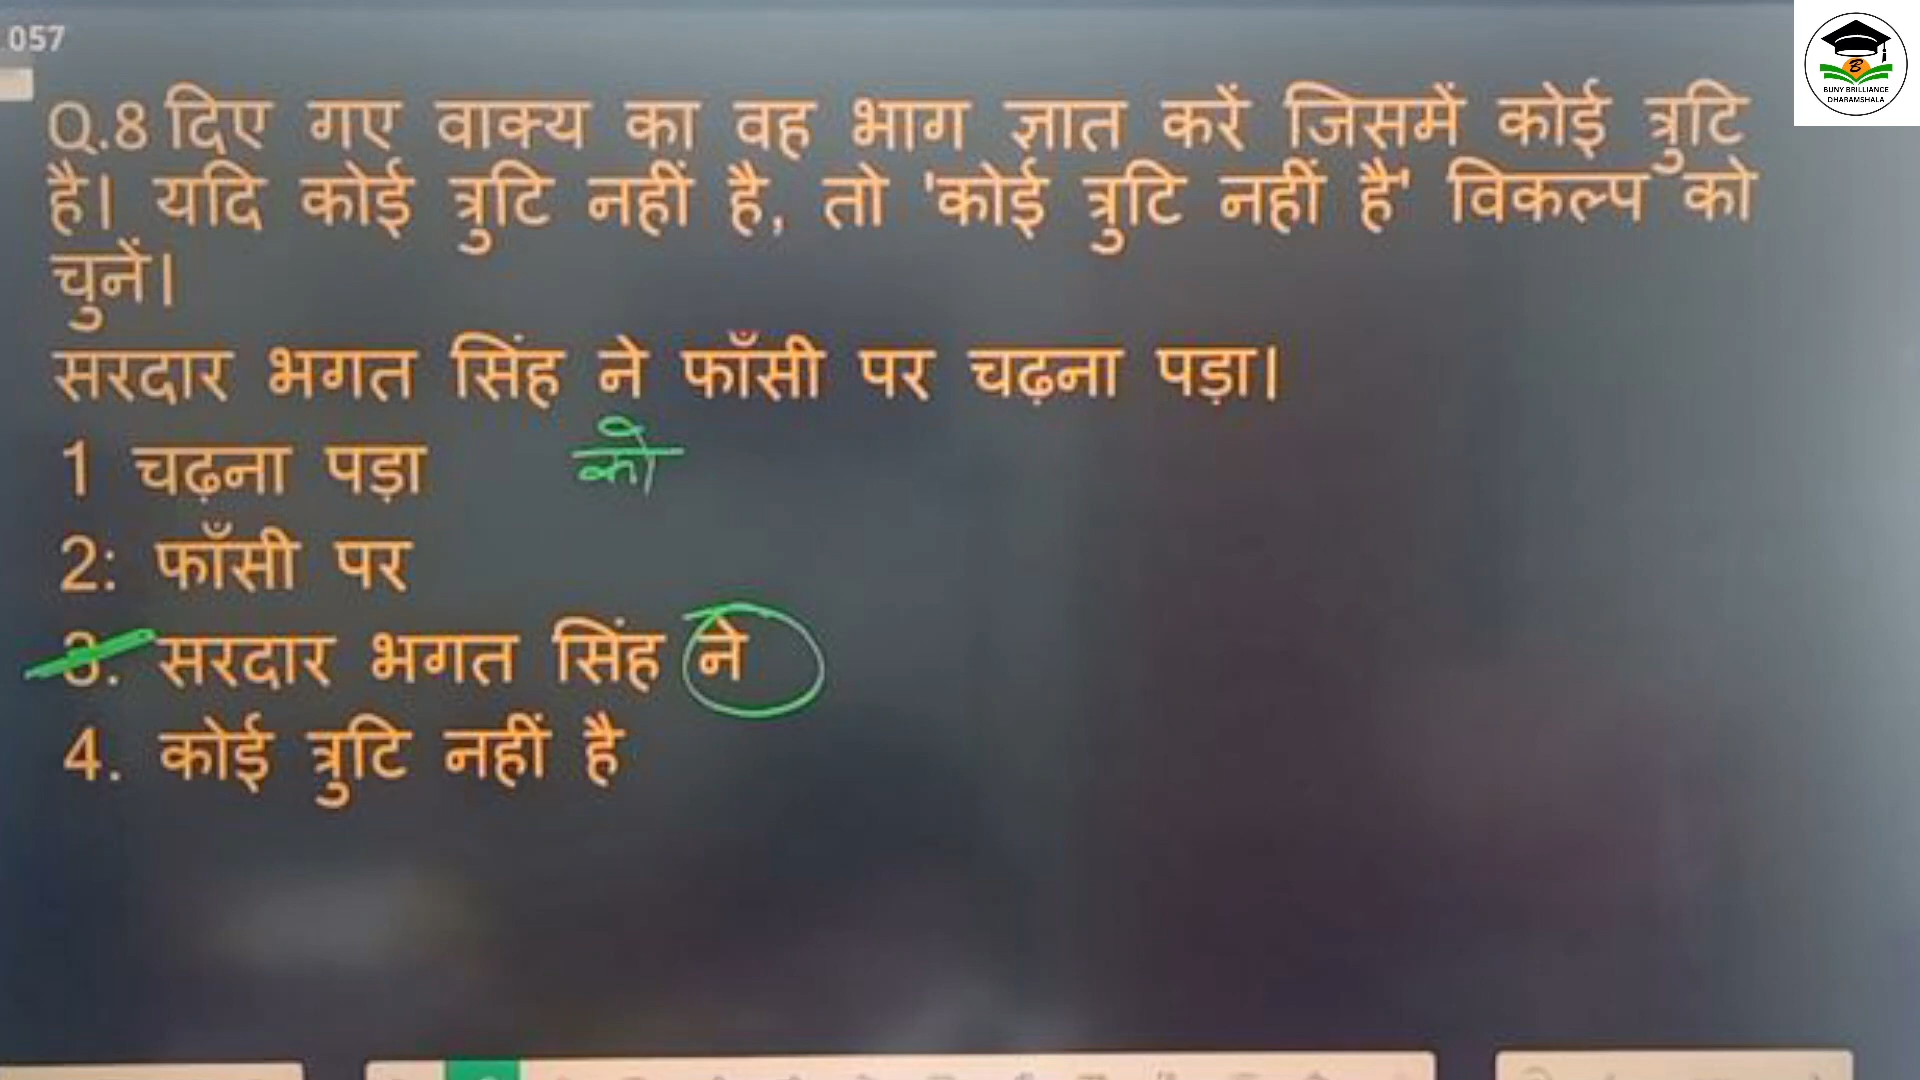 057
BUNY BRILLIANCE
DHARAMSHALA
Q.8 दिए गए वाक्य का वह भाग ज्ञात करें जिसमें कोई त्रुटि
है। यदि कोई त्रुटि नहीं है, तो 'कोई त्रुटि नहीं है' विकल्प को
चुनें।
सरदार भगत सिंह ने फाँसी पर चढ़ना पड़ा।
1 चढ़ना पड़ा
को
2: फाँसी पर
3. सरदार भगत सिंह ने
4. कोई त्रुटि नहीं है